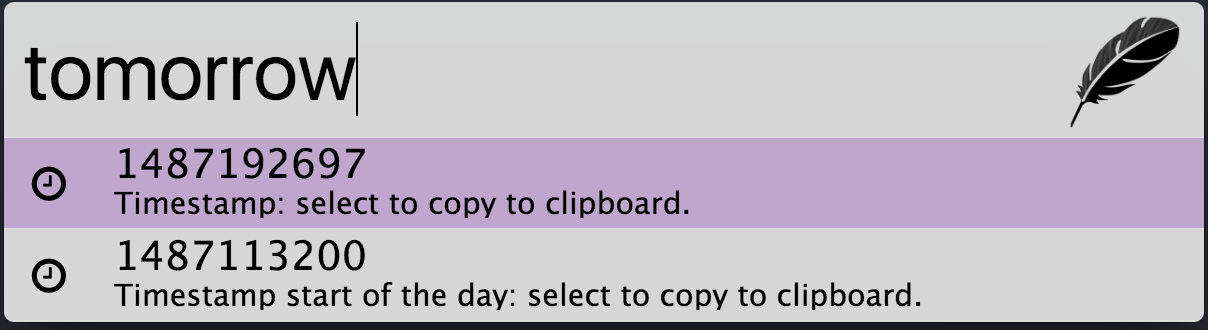 tomorrow
1487192697
Timestamp: select to copy to clipboard.
1487113200
Timestamp start of the day: select to copy to clipboard.